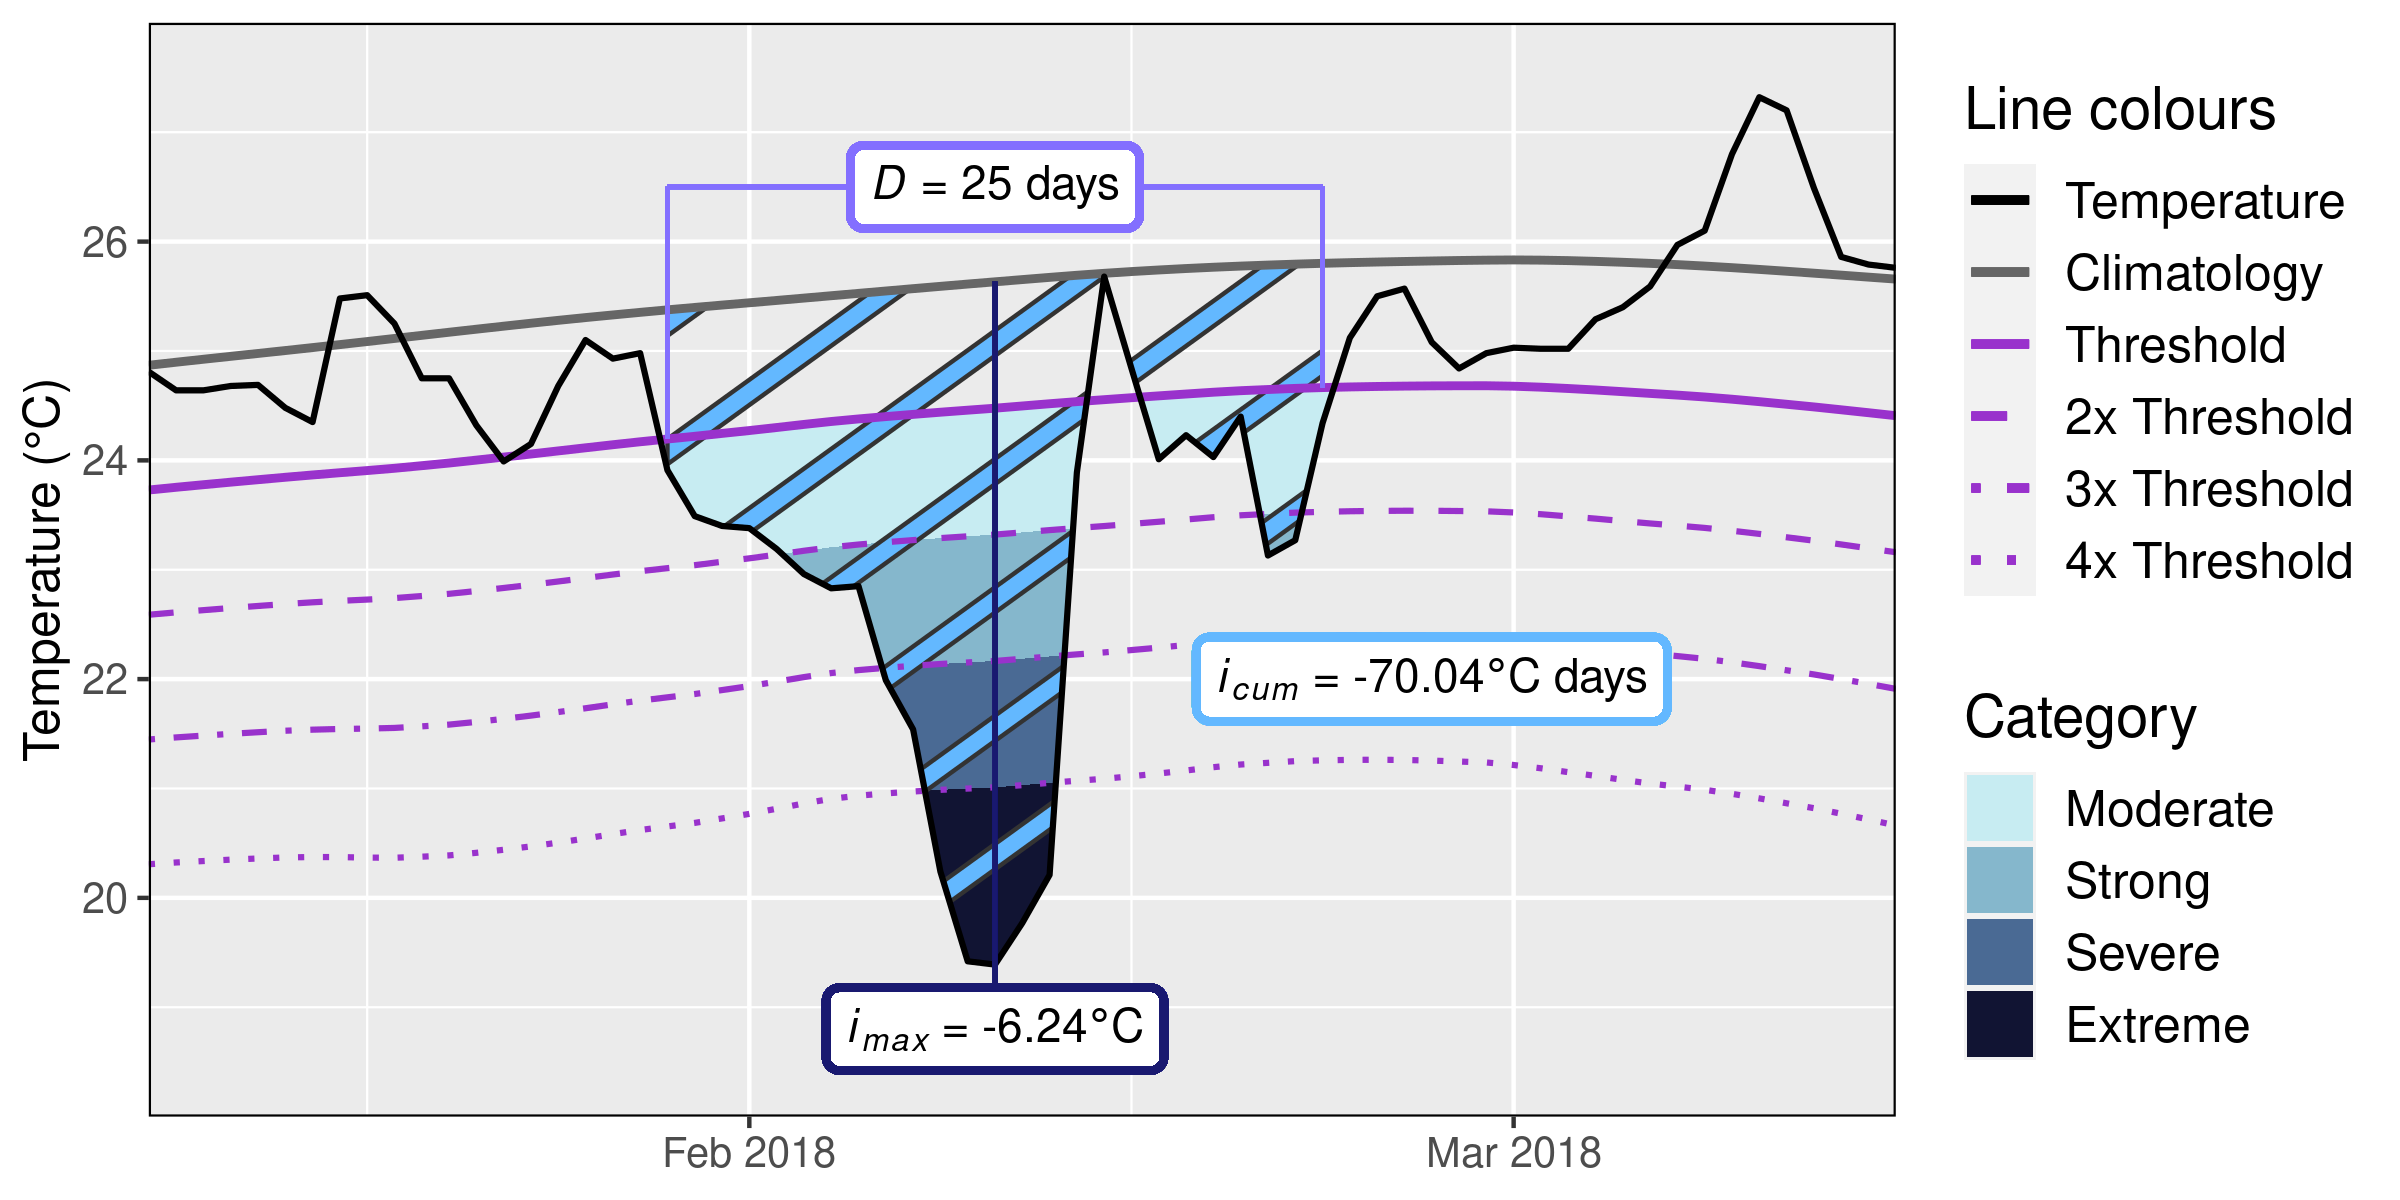 Line colours
Temperature
Climatology
Threshold
2x Threshold
3x Threshold
4x Threshold
Category
Moderate
Strong
Severe
Extreme
Temperature (°C)
26
24
22
20
D = 25 days
i_cum = -70.04°C days
i_max = -6.24°C
Feb 2018
Mar 2018